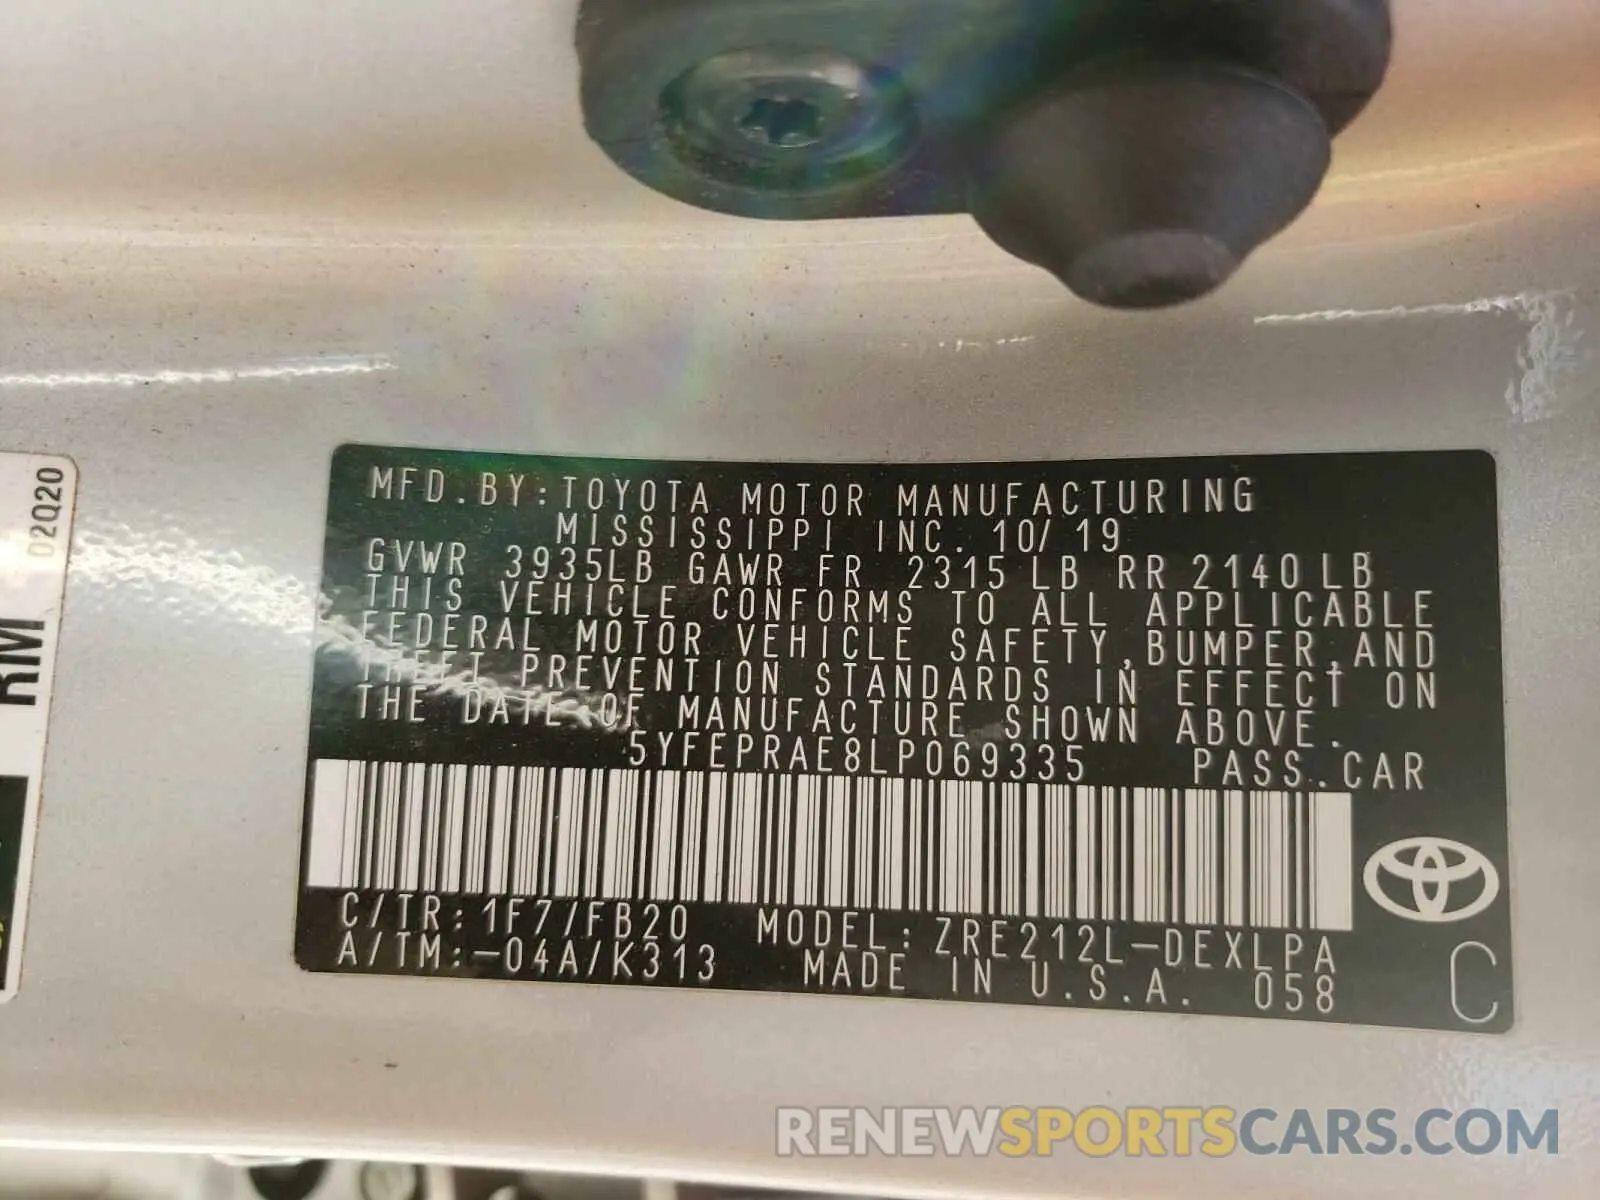 MFD.BY:TOYOTA MOTOR MANUFACTURING
MISSISSIPPI INC. 10/19
GVWR 3935LB GAWR FR 2315 LB RR 2140 LB
THIS VEHICLE CONFORMS TO ALL APPLICABLE
FEDERAL MOTOR VEHICLE SAFETY,BUMPER,AND
THEFT PREVENTION STANDARDS IN EFFECT ON
THE DATE OF MANUFACTURE SHOWN ABOVE.
5YFEPRAE8LP069335 PASS.CAR
C/TR:1F7/FB20 MODEL:ZRE212L-DEXLPA
A/TM:-04A/K313 MADE IN U.S.A. 058
C
02Q20
RM
RENEWSPORTSCARS.COM